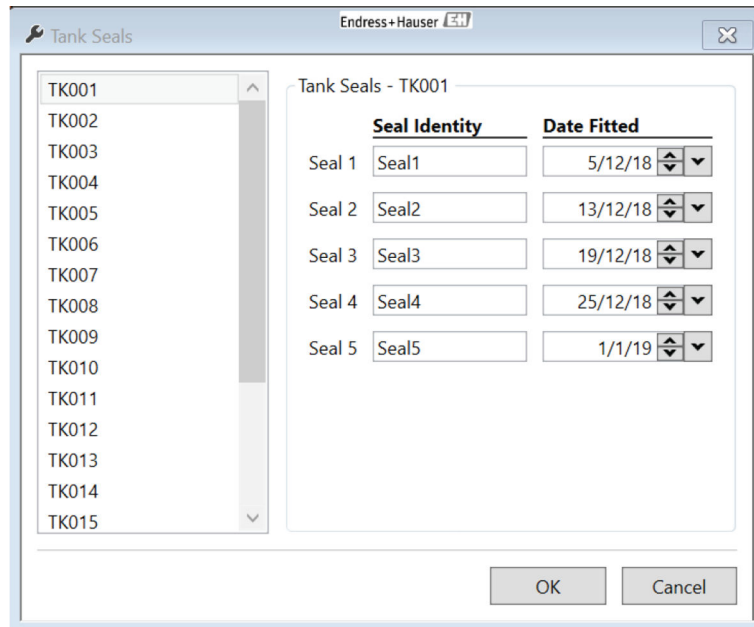 Endress+Hauser EH
Tank Seals
TK001
TK002
TK003
TK004
TK005
TK006
TK007
TK008
TK009
TK010
TK011
TK012
TK013
TK014
TK015
Tank Seals - TK001
Seal Identity Date Fitted
Seal 1 Seal1 5/12/18
Seal 2 Seal2 13/12/18
Seal 3 Seal3 19/12/18
Seal 4 Seal4 25/12/18
Seal 5 Seal5 1/1/19
OK Cancel